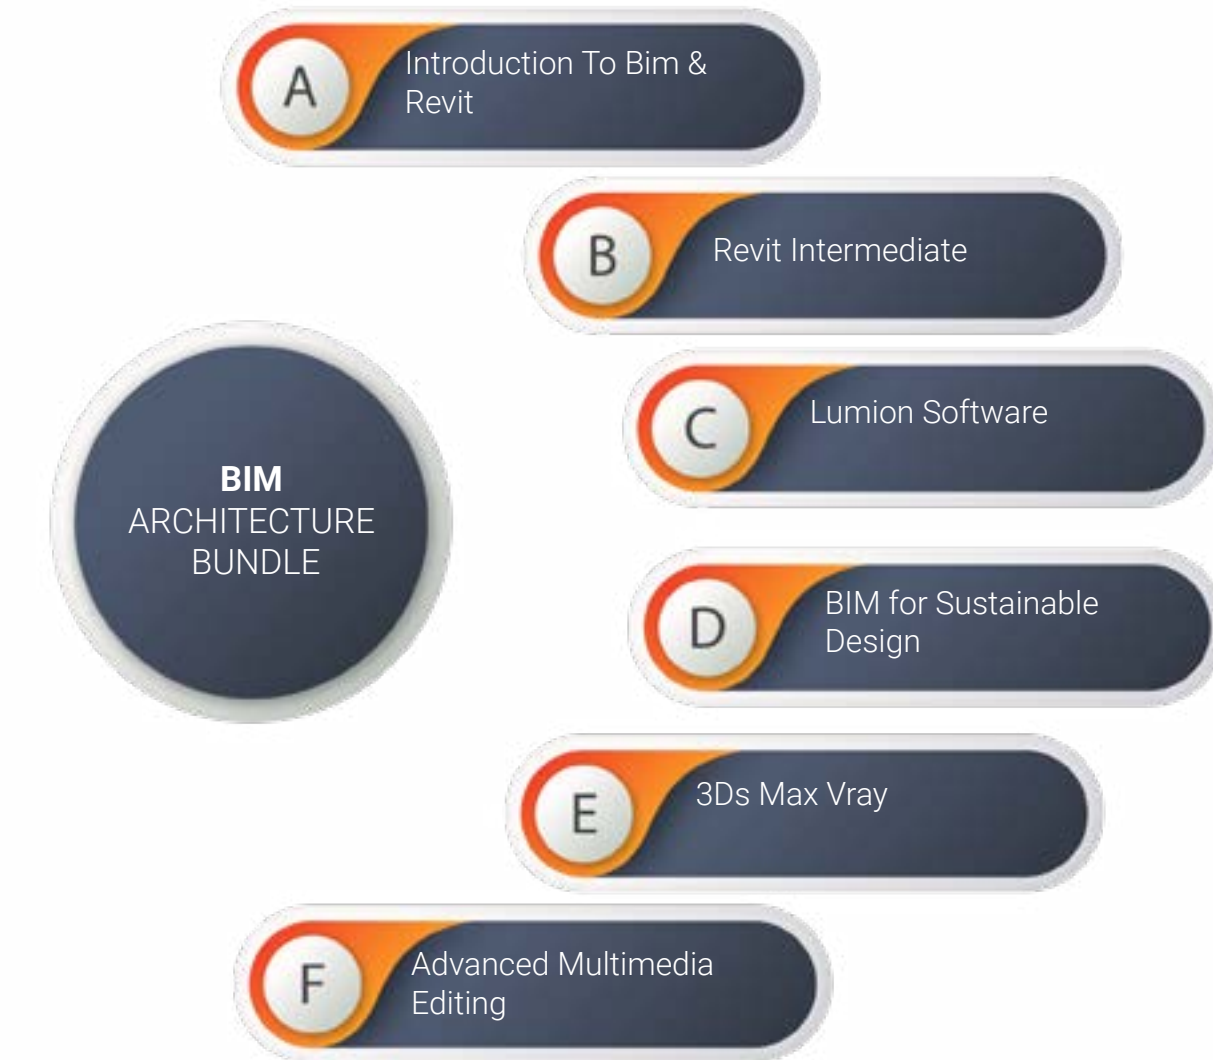 A
Introduction To Bim &
Revit
B
Revit Intermediate
C
Lumion Software
BIM
ARCHITECTURE
BUNDLE
D
BIM for Sustainable
Design
E
3Ds Max Vray
F
Advanced Multimedia
Editing